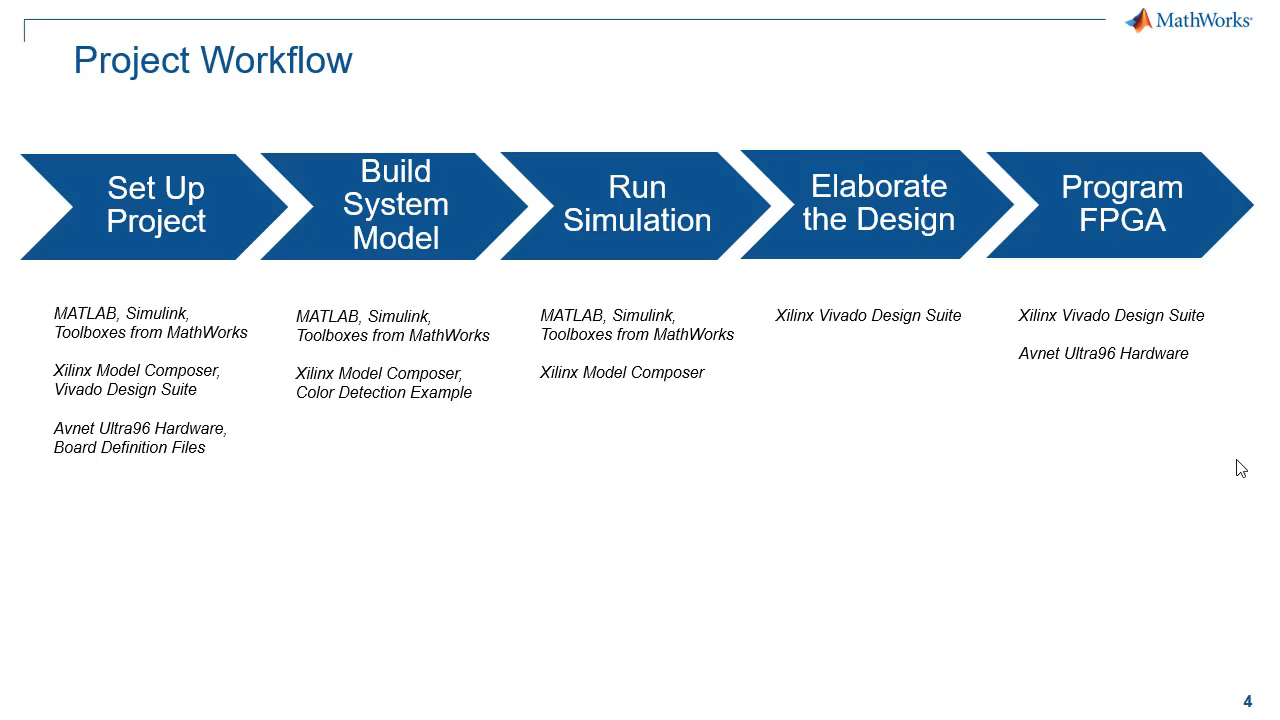 MathWorks
Project Workflow
Set Up
Project
Build
System
Model
Run
Simulation
Elaborate
the Design
Program
FPGA
MATLAB, Simulink,
Toolboxes from MathWorks
Xilinx Model Composer,
Vivado Design Suite
Avnet Ultra96 Hardware,
Board Definition Files
MATLAB, Simulink,
Toolboxes from MathWorks
Xilinx Model Composer,
Color Detection Example
MATLAB, Simulink,
Toolboxes from MathWorks
Xilinx Model Composer
Xilinx Vivado Design Suite
Xilinx Vivado Design Suite
Avnet Ultra96 Hardware
4